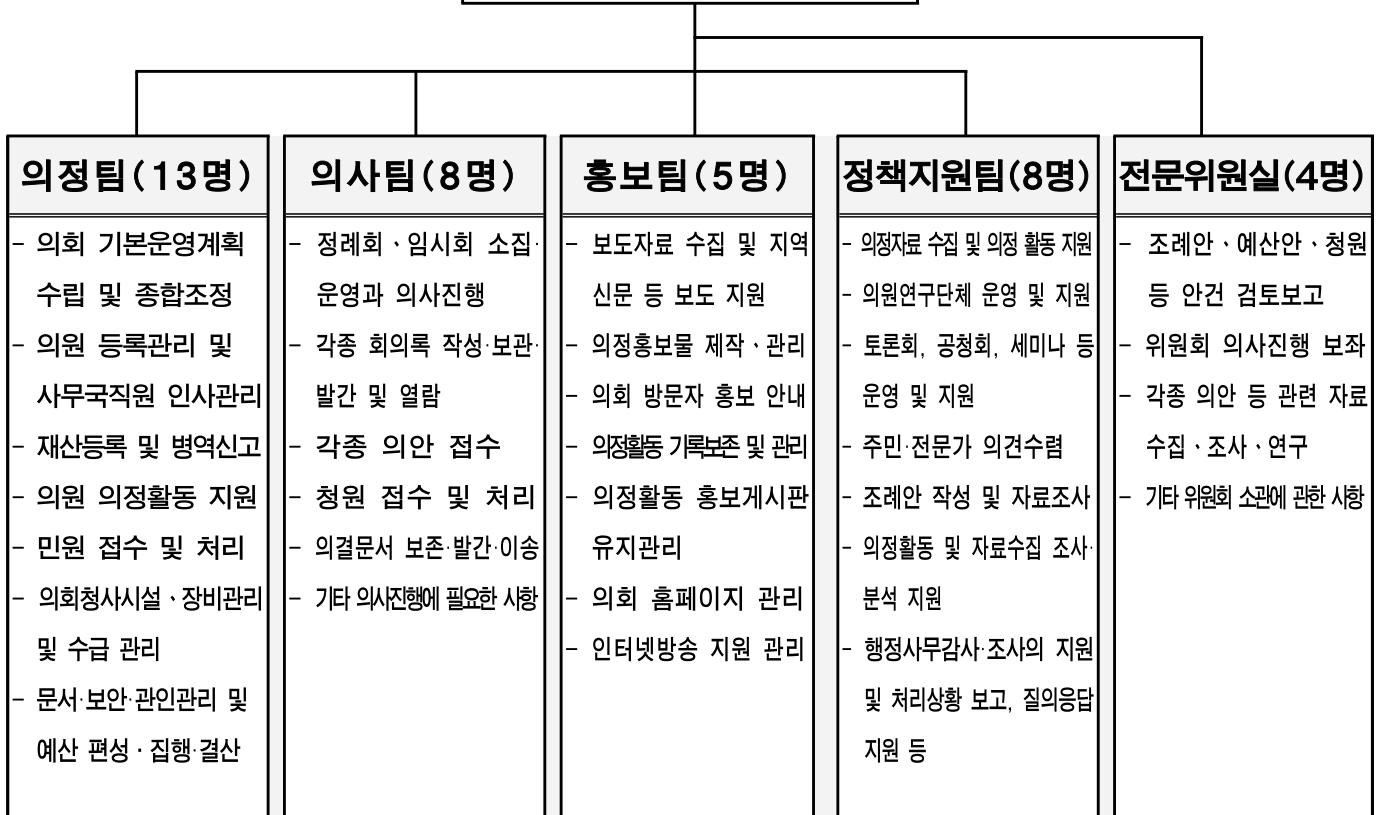 의정팀(13명)
- 의회 기본운영계획
수립 및 종합조정
- 의원 등록관리 및
사무국직원 인사관리
- 재산등록 및 병역신고
- 의원 의정활동 지원
- 민원 접수 및 처리
- 의회청사시설、장비관리
및 수급 관리
- 문서·보안·관인관리 및
예산 편성·집행·결산
의사팀(8명)
- 정례회、임시회 소집·
운영과 의사진행
- 각종 회의록 작성·보관·
발간 및 열람
- 각종 의안 접수
- 청원 접수 및 처리
- 의결문서 보존·발간·이송
- 기타 의사진행에 필요한 사항
홍보팀(5명)
- 보도자료 수집 및 지역
신문 등 보도 지원
- 의정홍보물 제작、관리
- 의회 방문자 홍보 안내
- 의정활동 기록보존 및 관리
- 의정활동 홍보게시판
유지관리
- 의회 홈페이지 관리
- 인터넷방송 지원 관리
정책지원팀(8명)
- 의정자료 수집 및 의정 활동 지원
- 의원연구단체 운영 및 지원
- 토론회, 공청회, 세미나 등
운영 및 지원
- 주민·전문가 의견수렴
- 조례안 작성 및 자료조사
- 의정활동 및 자료수집 조사·
분석 지원
- 행정사무감사·조사의 지원
및 처리상황 보고, 질의응답
지원 등
전문위원실(4명)
- 조례안、예산안、청원
등 안건 검토보고
- 위원회 의사진행 보좌
- 각종 의안 등 관련 자료
수집、조사、연구
- 기타 위원회 소관에 관한 사항